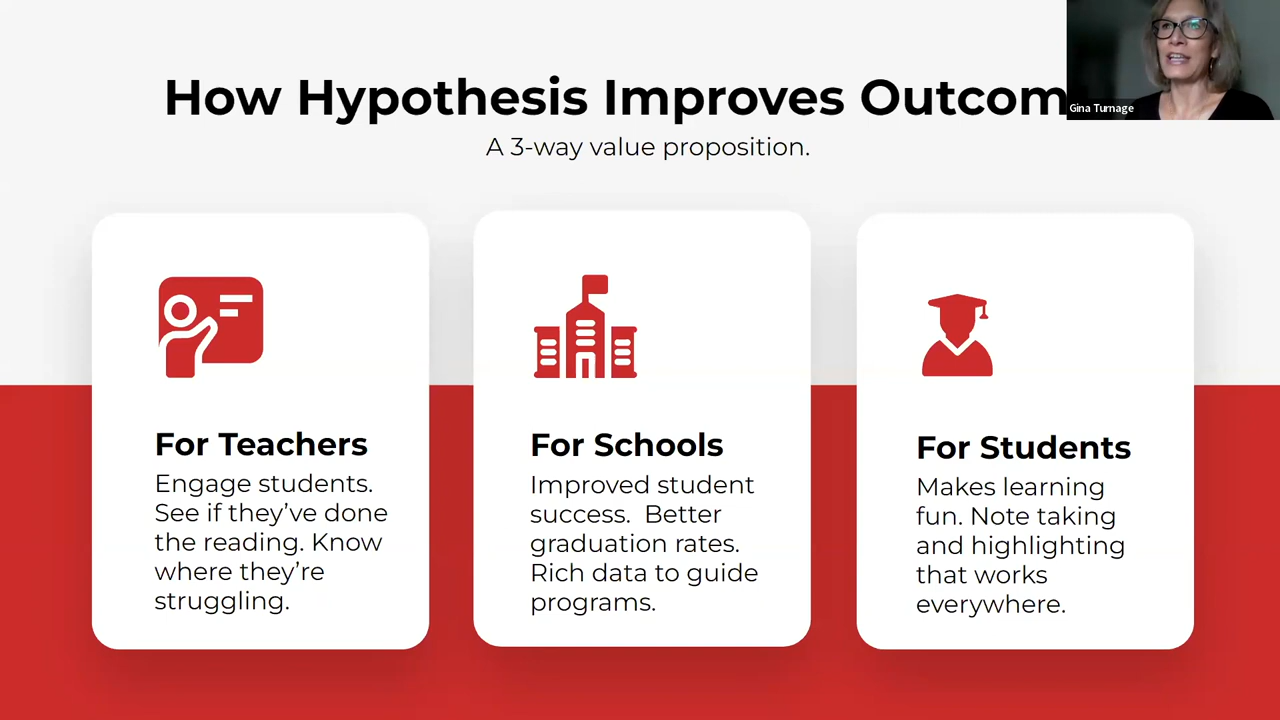 How Hypothesis Improves Outcom
Gina Turnage
A 3-way value proposition.
For Teachers
Engage students.
See if they’ve done
the reading. Know
where they’re
struggling.
For Schools
Improved student
success.  Better
graduation rates.
Rich data to guide
programs.
For Students
Makes learning
fun. Note taking
and highlighting
that works
everywhere.